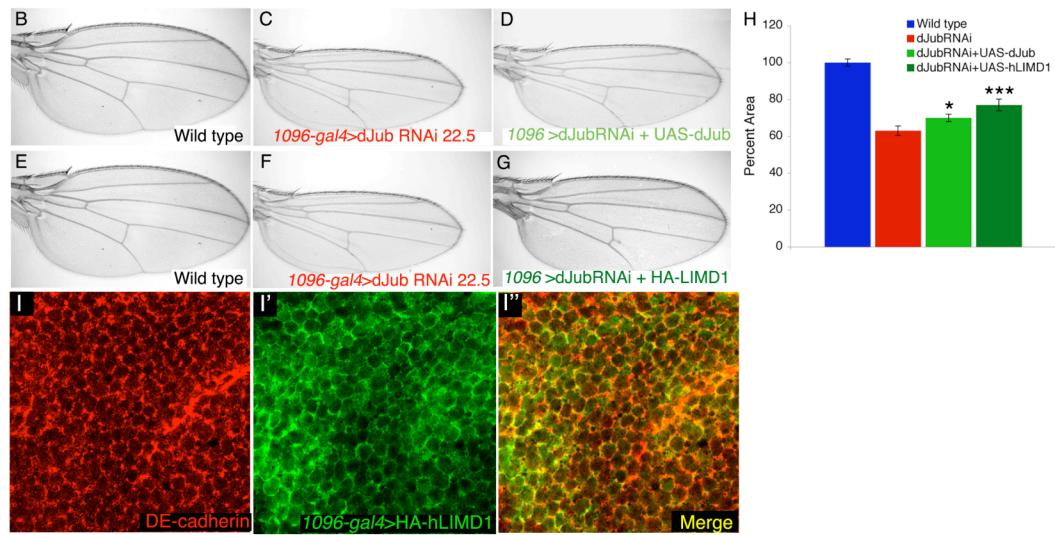 B
Wild type
C
1096-gal4>dJub RNAi 22.5
D
1096 >dJubRNAi + UAS-dJub
E
Wild type
F
1096-gal4>dJub RNAi 22.5
G
1096 >dJubRNAi + HA-LIMD1
H
Percent Area
120
100
80
60
40
20
0
Wild type
dJubRNAi
dJubRNAi+UAS-dJub
dJubRNAi+UAS-hLIMD1
*
***
I
DE-cadherin
I'
1096-gal4>HA-hLIMD1
I"
Merge